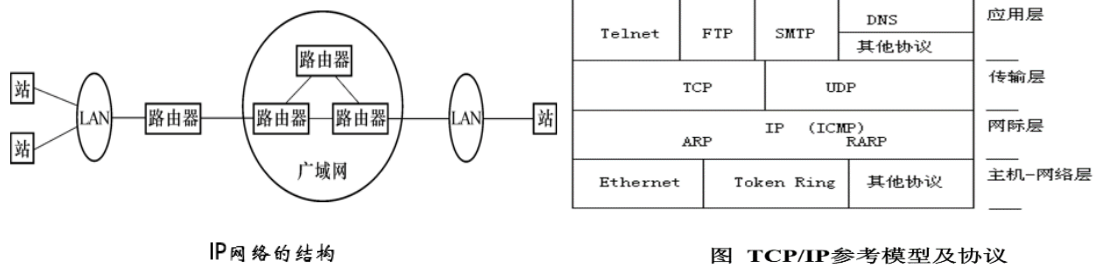 路由器
站
LAN
路由器
路由器
路由器
LAN
站
站
广域网
IP网络的结构
Telnet
FTP
SMTP
DNS
其他协议
应用层
TCP
UDP
传输层
IP (ICMP)
ARP
RARP
网际层
Ethernet
Token Ring
其他协议
主机-网络层
图 TCP/IP参考模型及协议